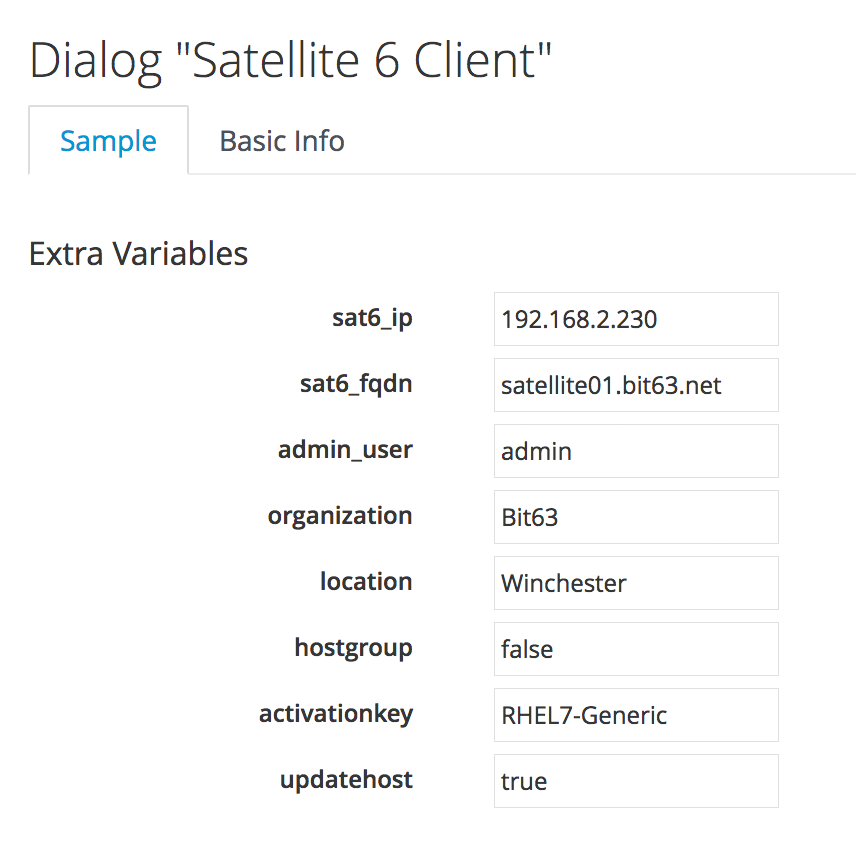 Dialog "Satellite 6 Client"
Sample Basic Info
Extra Variables
sat6_ip 192.168.2.230
sat6_fqdn satellite01.bit63.net
admin_user admin
organization Bit63
location Winchester
hostgroup false
activationkey RHEL7-Generic
updatehost true